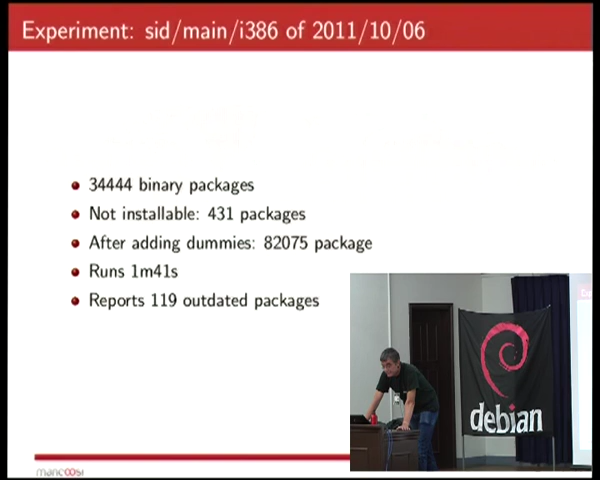 Experiment: sid/main/i386 of 2011/10/06
34444 binary packages
Not installable: 431 packages
After adding dummies: 82075 package
Runs 1m41s
Reports 119 outdated packages
debian
mancoosi